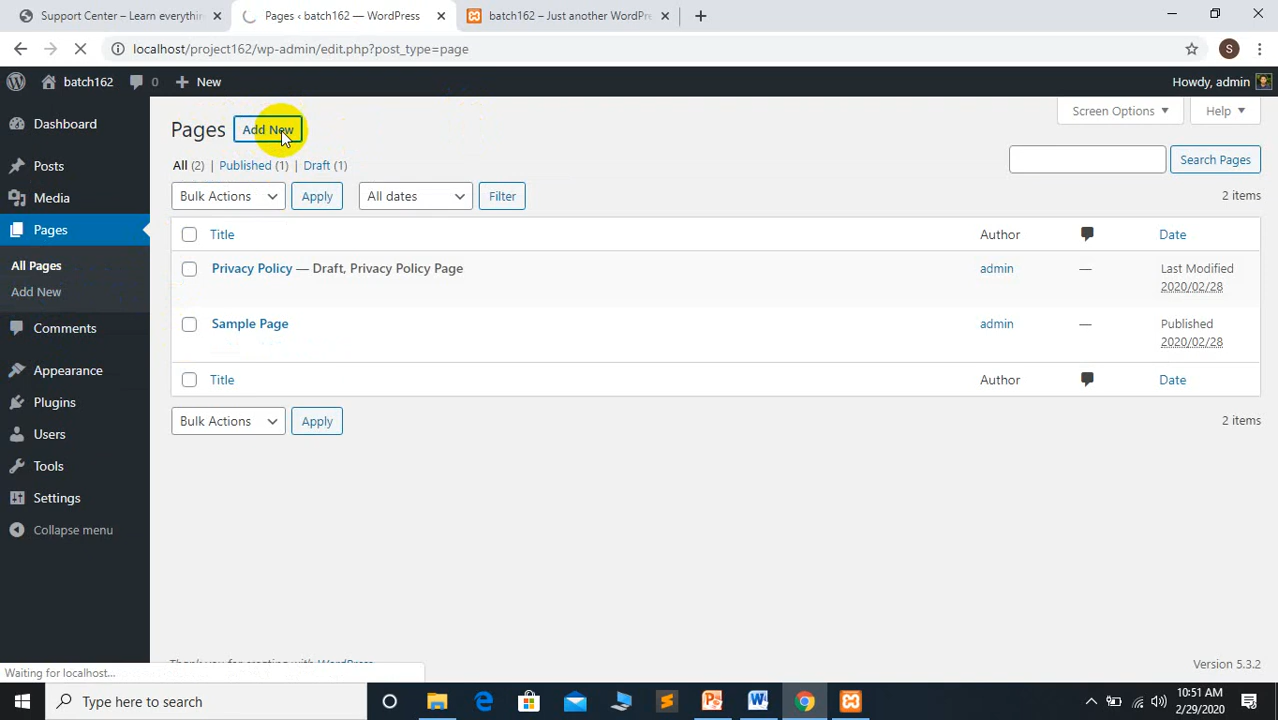 Support Center – Learn everythin
Pages ‹ batch162 — WordPress
batch162 – Just another WordPre
localhost/project162/wp-admin/edit.php?post_type=page
S
batch162
0
New
Howdy, admin
Dashboard
Posts
Media
Pages
All Pages
Add New
Comments
Appearance
Plugins
Users
Tools
Settings
Collapse menu
Pages Add New
Screen Options
Help
All (2) | Published (1) | Draft (1)
Search Pages
Bulk Actions Apply All dates Filter
2 items
Title Author Date
Privacy Policy — Draft, Privacy Policy Page admin — Last Modified
2020/02/28
Sample Page admin — Published
2020/02/28
Title Author Date
Bulk Actions Apply
2 items
Thank you for creating with WordPress
Version 5.3.2
Waiting for localhost...
Type here to search
10:51 AM
2/29/2020